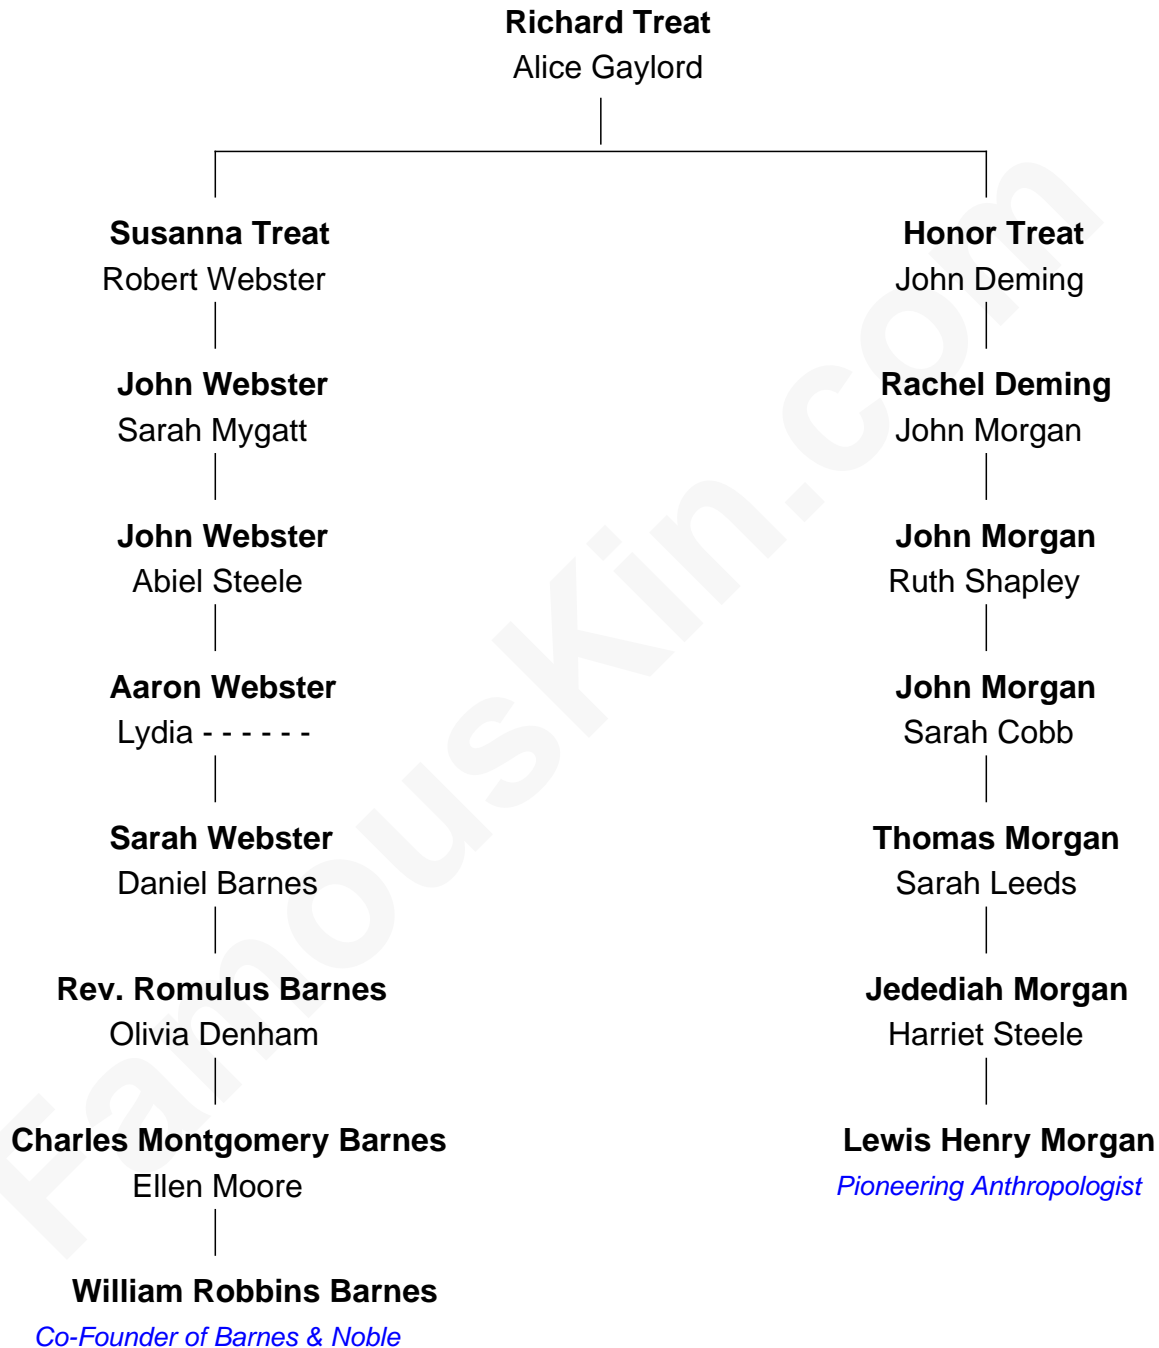 Richard Treat
Alice Gaylord
Susanna Treat
Robert Webster
Honor Treat
John Deming
John Webster
Sarah Mygatt
Rachel Deming
John Morgan
John Webster
Abiel Steele
John Morgan
Ruth Shapley
Aaron Webster
Lydia - - - - - -
John Morgan
Sarah Cobb
Sarah Webster
Daniel Barnes
Thomas Morgan
Sarah Leeds
Rev. Romulus Barnes
Olivia Denham
Jedediah Morgan
Harriet Steele
Charles Montgomery Barnes
Ellen Moore
Lewis Henry Morgan
Pioneering Anthropologist
William Robbins Barnes
Co-Founder of Barnes & Noble
FamousKin.com